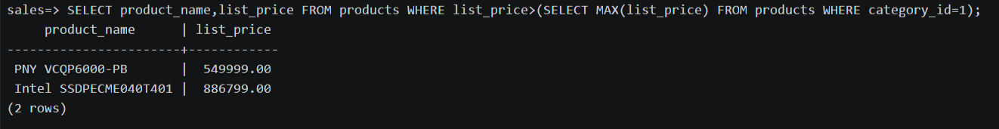 sales=> SELECT product_name,list_price FROM products WHERE list_price>(SELECT MAX(list_price) FROM products WHERE category_id=1);
     product_name      | list_price
-----------------------+------------
 PNY VCQP6000-PB       |  549999.00
 Intel SSDPECME040T401 |  886799.00
(2 rows)